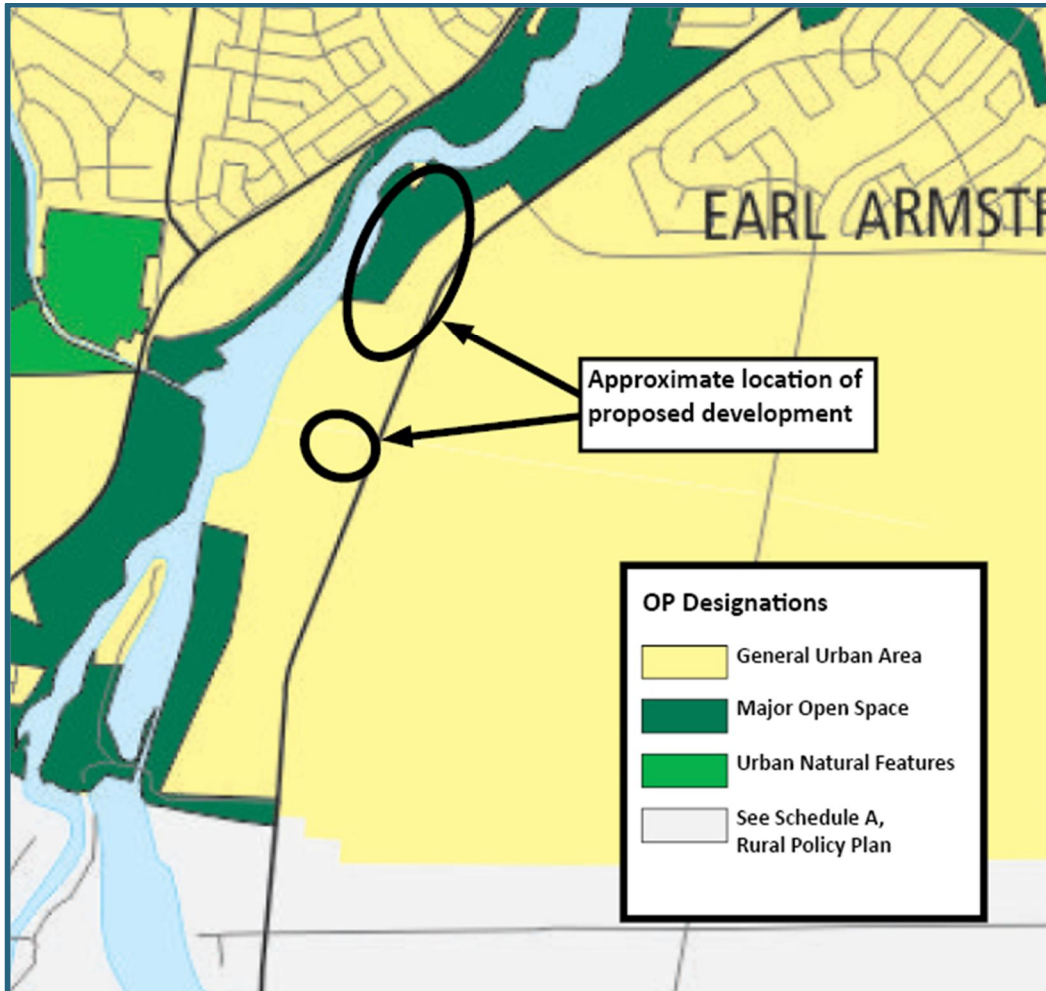 EARL ARMSTR
Approximate location of
proposed development
OP Designations
General Urban Area
Major Open Space
Urban Natural Features
See Schedule A,
Rural Policy Plan